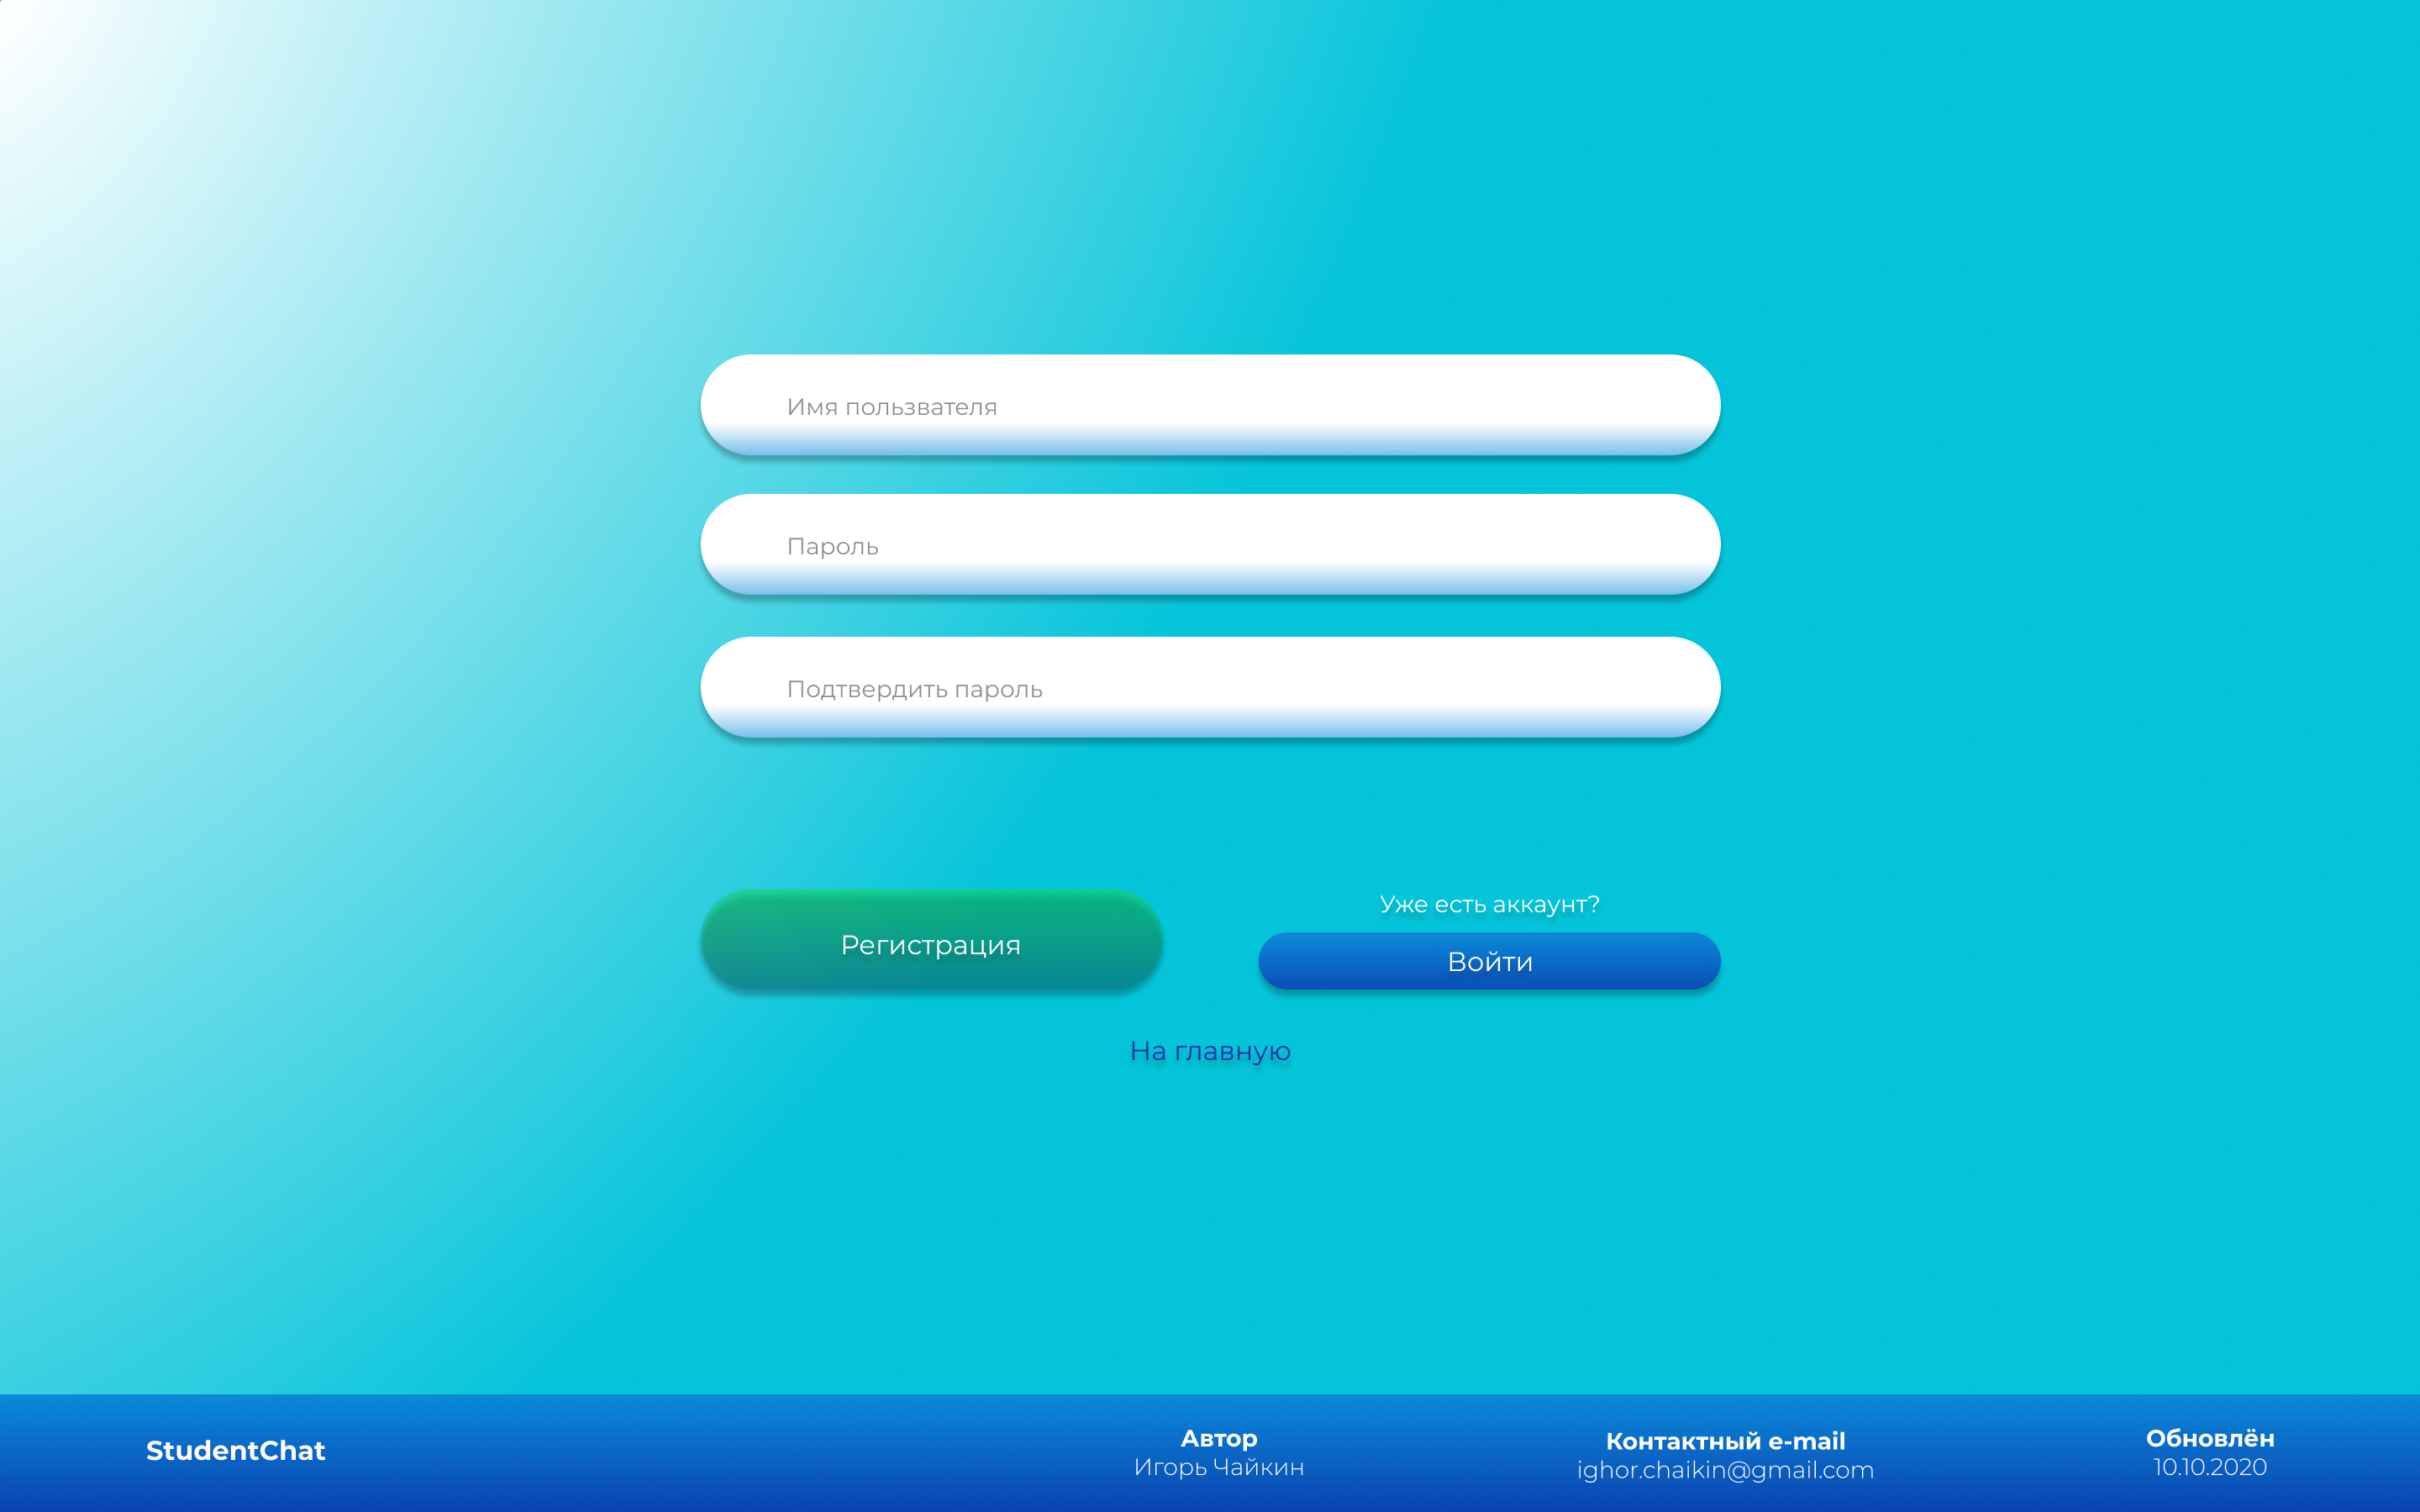 Имя пользвателя
Пароль
Подтвердить пароль
Регистрация
Уже есть аккаунт?
Войти
На главную
StudentChat
Автор
Игорь Чайкин
Контактный e-mail
ighor.chaikin@gmail.com
Обновлён
10.10.2020